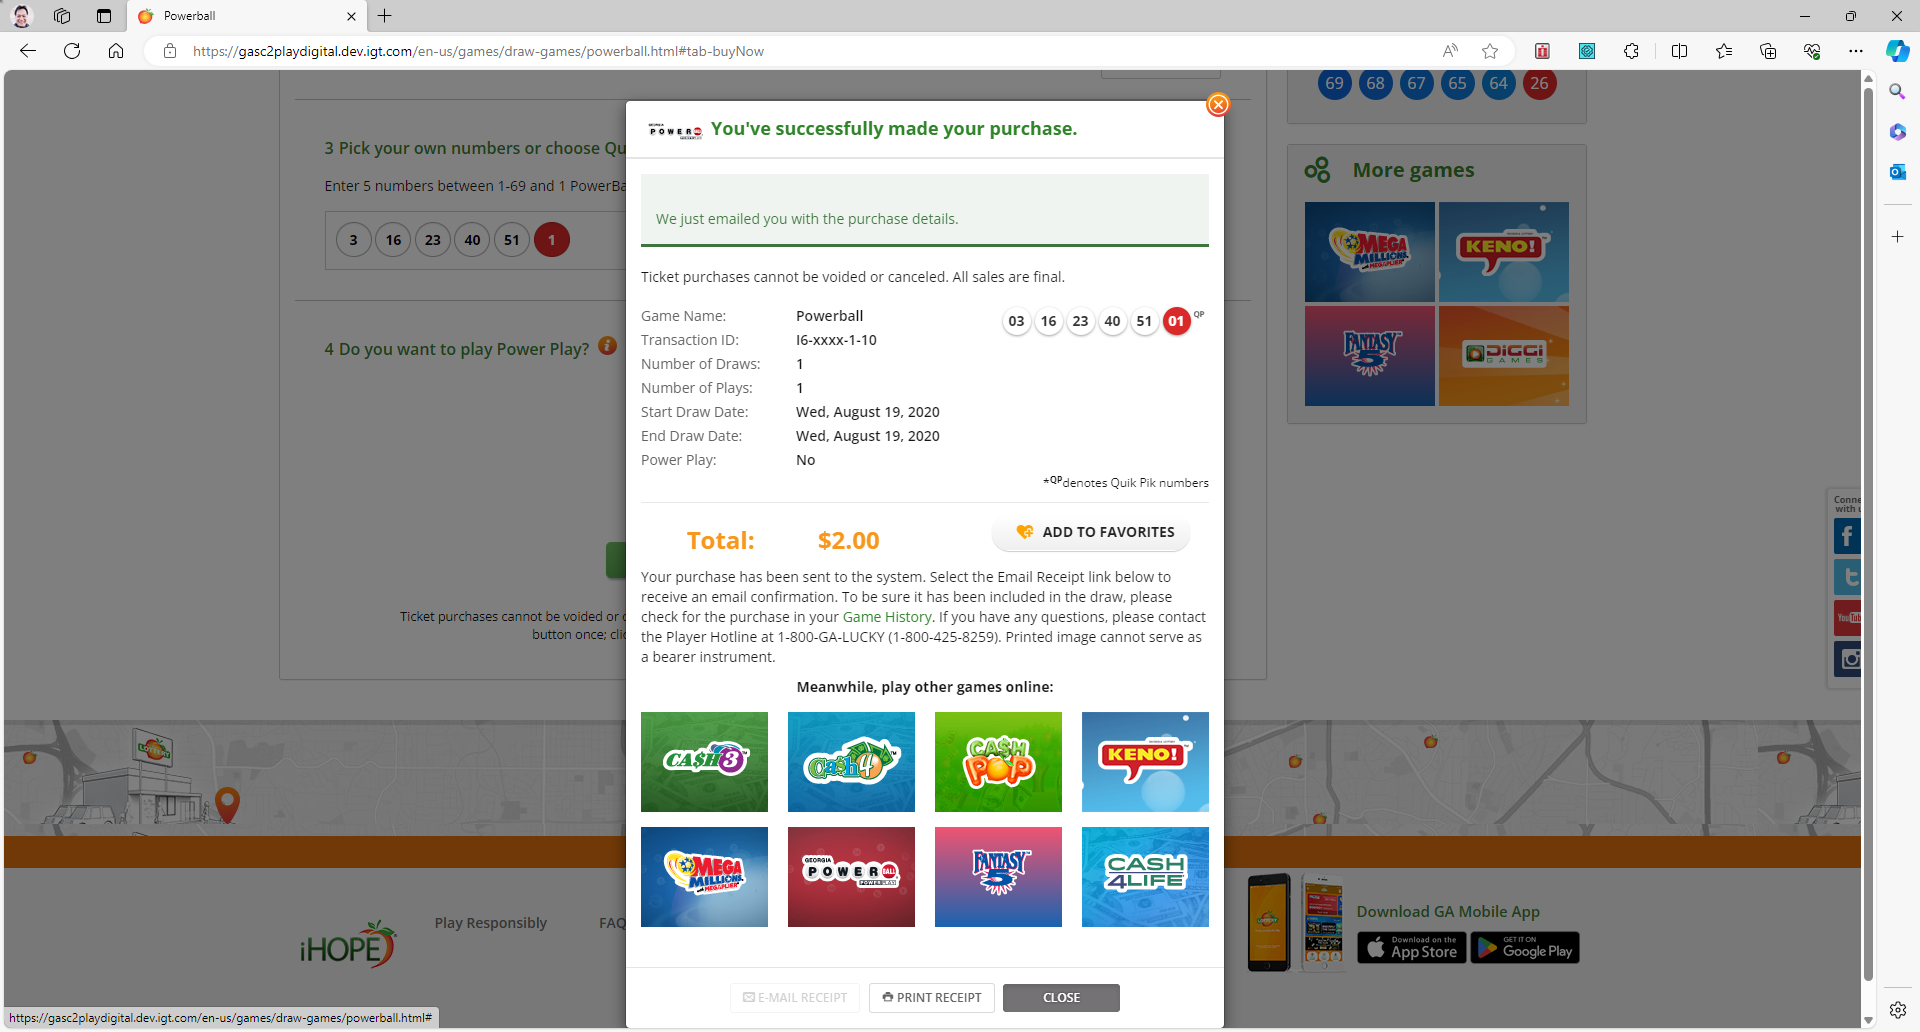 Powerball
https://gasc2playdigital.dev.igt.com/en-us/games/draw-games/powerball.html#tab-buyNow
69 68 67 65 64 26
3 Pick your own numbers or choose Qu
Enter 5 numbers between 1-69 and 1 PowerBa
3 16 23 40 51 1
4 Do you want to play Power Play?
Ticket purchases cannot be voided or c
button once; clic
More games
MEGA MILLIONS
KENO!
FANTASY 5
DIGGI GAMES
POWER
You've successfully made your purchase.
We just emailed you with the purchase details.
Ticket purchases cannot be voided or canceled. All sales are final.
Game Name: Powerball
03 16 23 40 51 01 QP
Transaction ID: I6-xxxx-1-10
Number of Draws: 1
Number of Plays: 1
Start Draw Date: Wed, August 19, 2020
End Draw Date: Wed, August 19, 2020
Power Play: No
*QPdenotes Quik Pik numbers
Total: $2.00
ADD TO FAVORITES
Your purchase has been sent to the system. Select the Email Receipt link below to
receive an email confirmation. To be sure it has been included in the draw, please
check for the purchase in your Game History. If you have any questions, please contact
the Player Hotline at 1-800-GA-LUCKY (1-800-425-8259). Printed image cannot serve as
a bearer instrument.
Meanwhile, play other games online:
CA$H 3
Cash 4
CA$H POP
KENO!
MEGA MILLIONS
GEORGIA POWER BALL
FANTASY 5
CASH 4LIFE
E-MAIL RECEIPT
PRINT RECEIPT
CLOSE
Conne
with u
YouTub
LOTTERY
iHOPE
Play Responsibly
FAQ
Download GA Mobile App
Download on the App Store
GET IT ON Google Play
https://gasc2playdigital.dev.igt.com/en-us/games/draw-games/powerball.html#